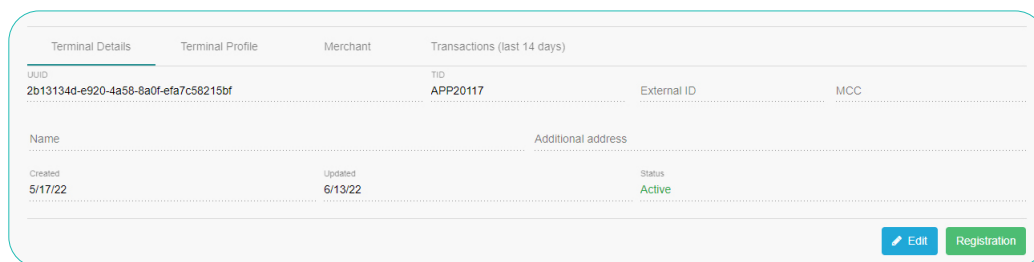 Terminal Details Terminal Profile Merchant Transactions (last 14 days)
UUID TID
2b13134d-e920-4a58-8a0f-efa7c58215bf APP20117 External ID MCC
Name Additional address
Created Updated Status
5/17/22 6/13/22 Active
Edit Registration